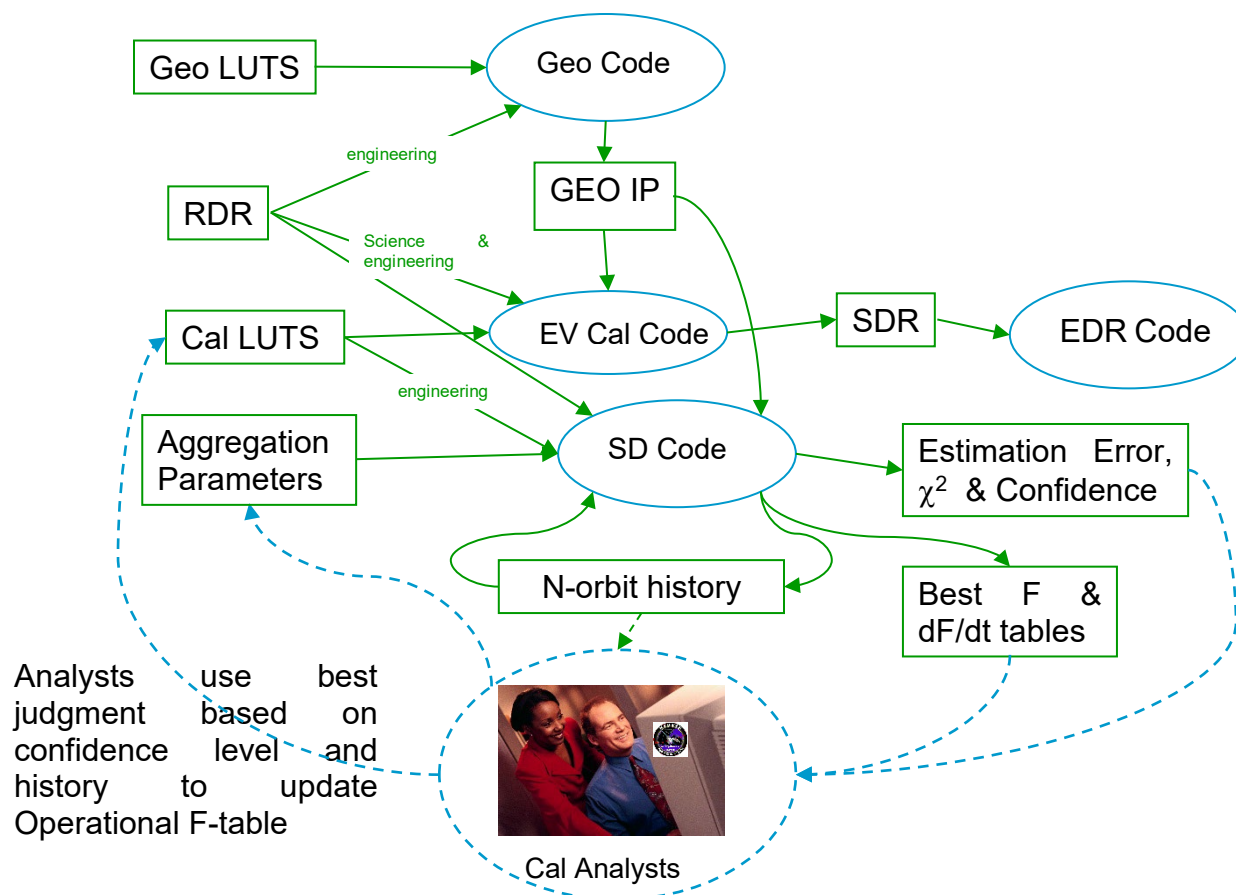 Geo LUTS
Geo Code
engineering
RDR
GEO IP
Science &
engineering
Cal LUTS
EV Cal Code
SDR
EDR Code
engineering
Aggregation
Parameters
SD Code
Estimation Error,
χ² & Confidence
N-orbit history
Best F &
dF/dt tables
Analysts use best
judgment based on
confidence level and
history to update
Operational F-table
Cal Analysts